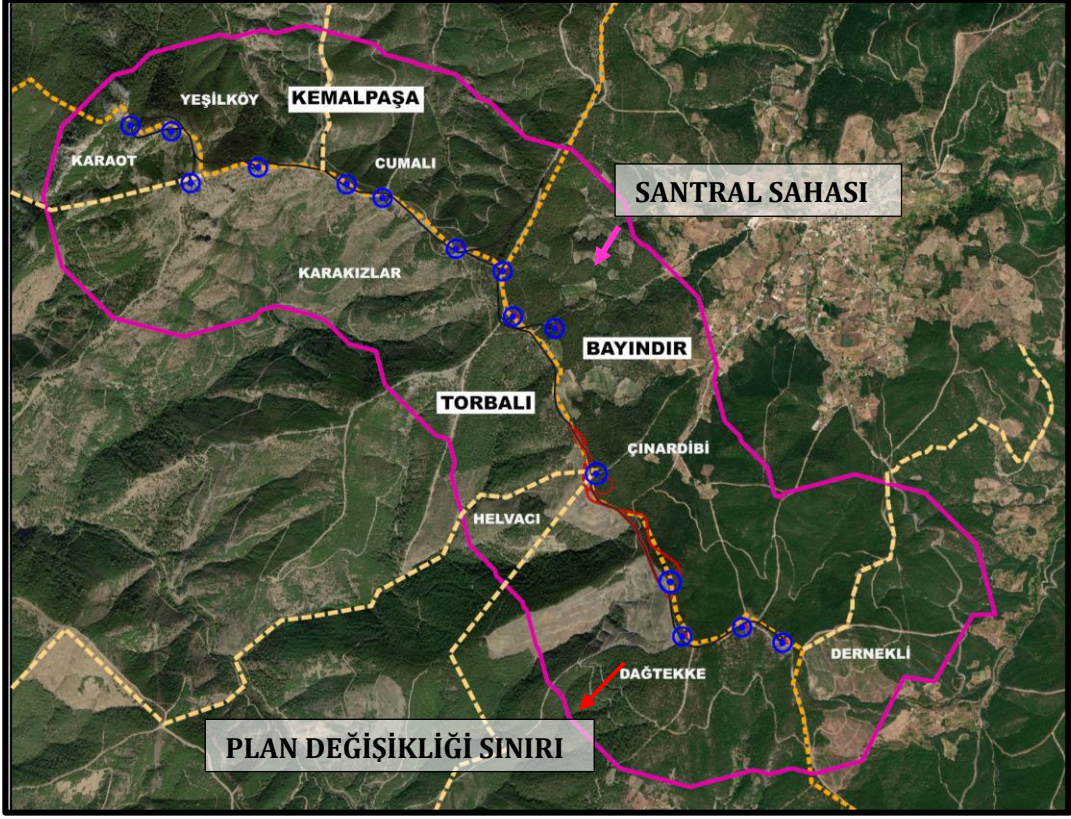 YEŞİLKÖY
KEMALPAŞA
KARAOT
CUMALI
SANTRAL SAHASI
KARAKIZLAR
BAYINDIR
TORBALI
ÇINARDİBİ
HELVACI
DERNEKLİ
DAĞTEKKE
PLAN DEĞİŞİKLİĞİ SINIRI